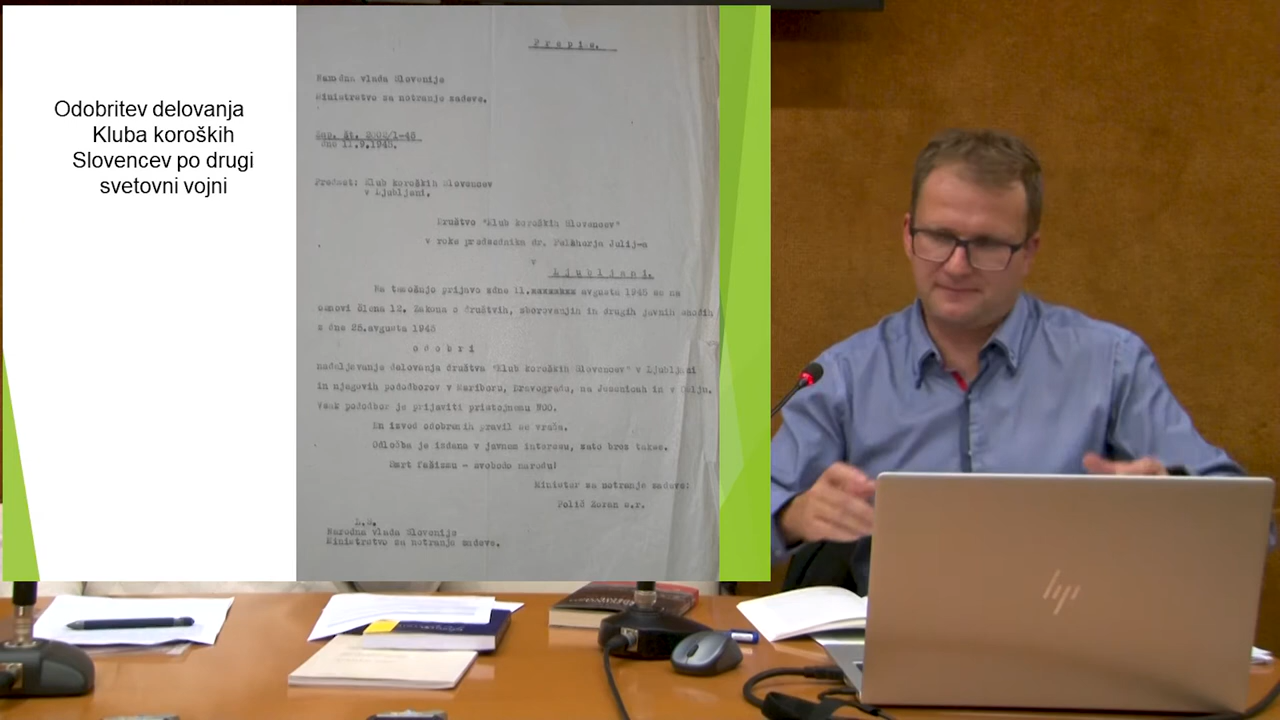 Odobritev delovanja
Kluba koroških
Slovencev po drugi
svetovni vojni
Prepis.
Narodna vlada Slovenije
Ministrstvo za notranje zadeve.
dne 11.9.1945.
Predmet: Klub koroških Slovencev
v Ljubljani.
Društvo "Klub koroških Slovencev"
v roke predsednika dr. Felaherja Julij-a
v
Ljubljani.
Na tamošnjo prijavo zdne 11. avgusta 1945 se na
osnovi člena 12. Zakona o društvih, zborovanjih in drugih javnih shodih
z dne 28.avgusta 1945
odobri
nadaljevanje delovanja društva "Klub koroških Slovencev" v Ljubljani
in njegovih pododborov v Mariboru, Dravogradu, na Jesenicah in v Celju.
Vsak pododbor je prijaviti pristojnemu NOO.
En izvod odobrenih pravil se vrača.
Odločba je izdana v javnem interesu, zato brez takse.
Smrt fašizmu - svobodo narodu!
Minister za notranje zadeve:
Polič Zoran s.r.
L.S.
Narodna vlada Slovenije
Ministrstvo za notranje zadeve.
hp